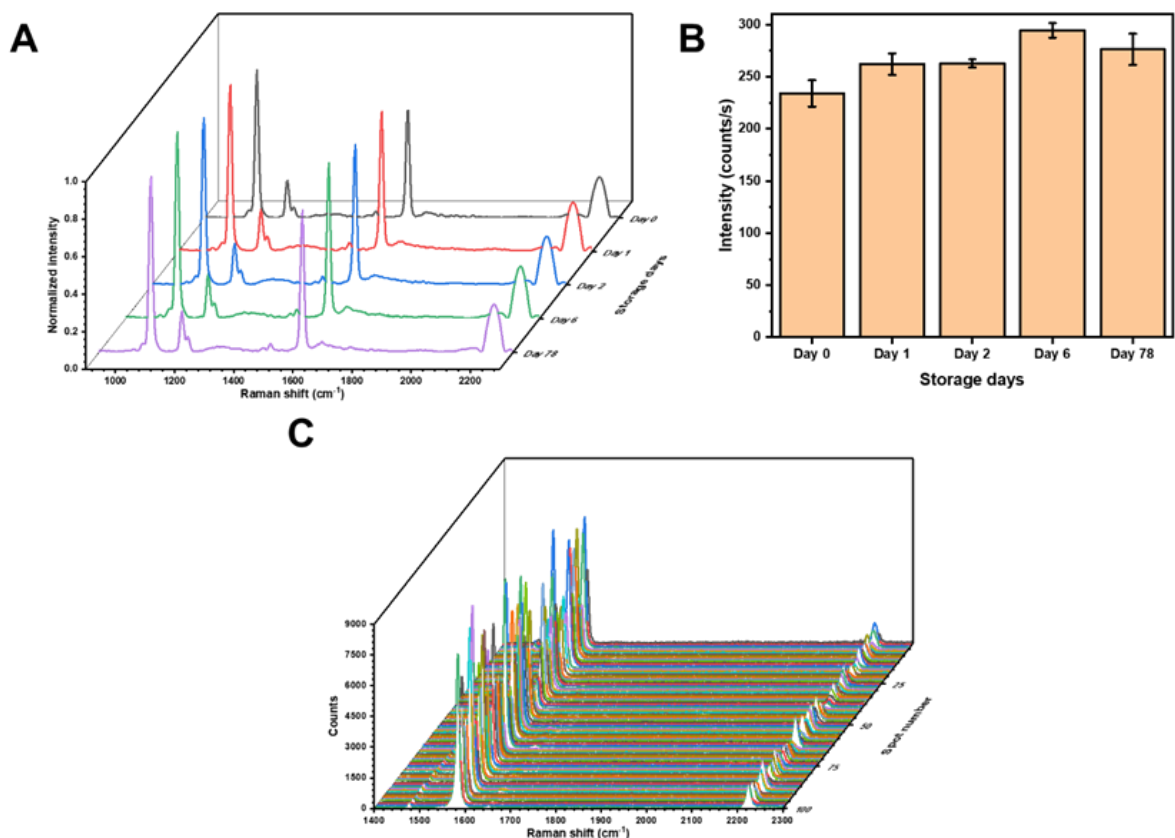 A
Normalized intensity
1.0
0.8
0.6
0.4
0.2
0.0
1000 1200 1400 1600 1800 2000 2200
Raman shift (cm⁻¹)
Day 0
Day 1
Day 2
Day 6
Day 78
Storage days
B
Intensity (counts/s)
300
250
200
150
100
50
0
Day 0 Day 1 Day 2 Day 6 Day 78
Storage days
C
Counts
9000
7500
6000
4500
3000
1500
0
1400 1500 1600 1700 1800 1900 2000 2100 2200 2300
Raman shift (cm⁻¹)
25
50
75
100
Spot number